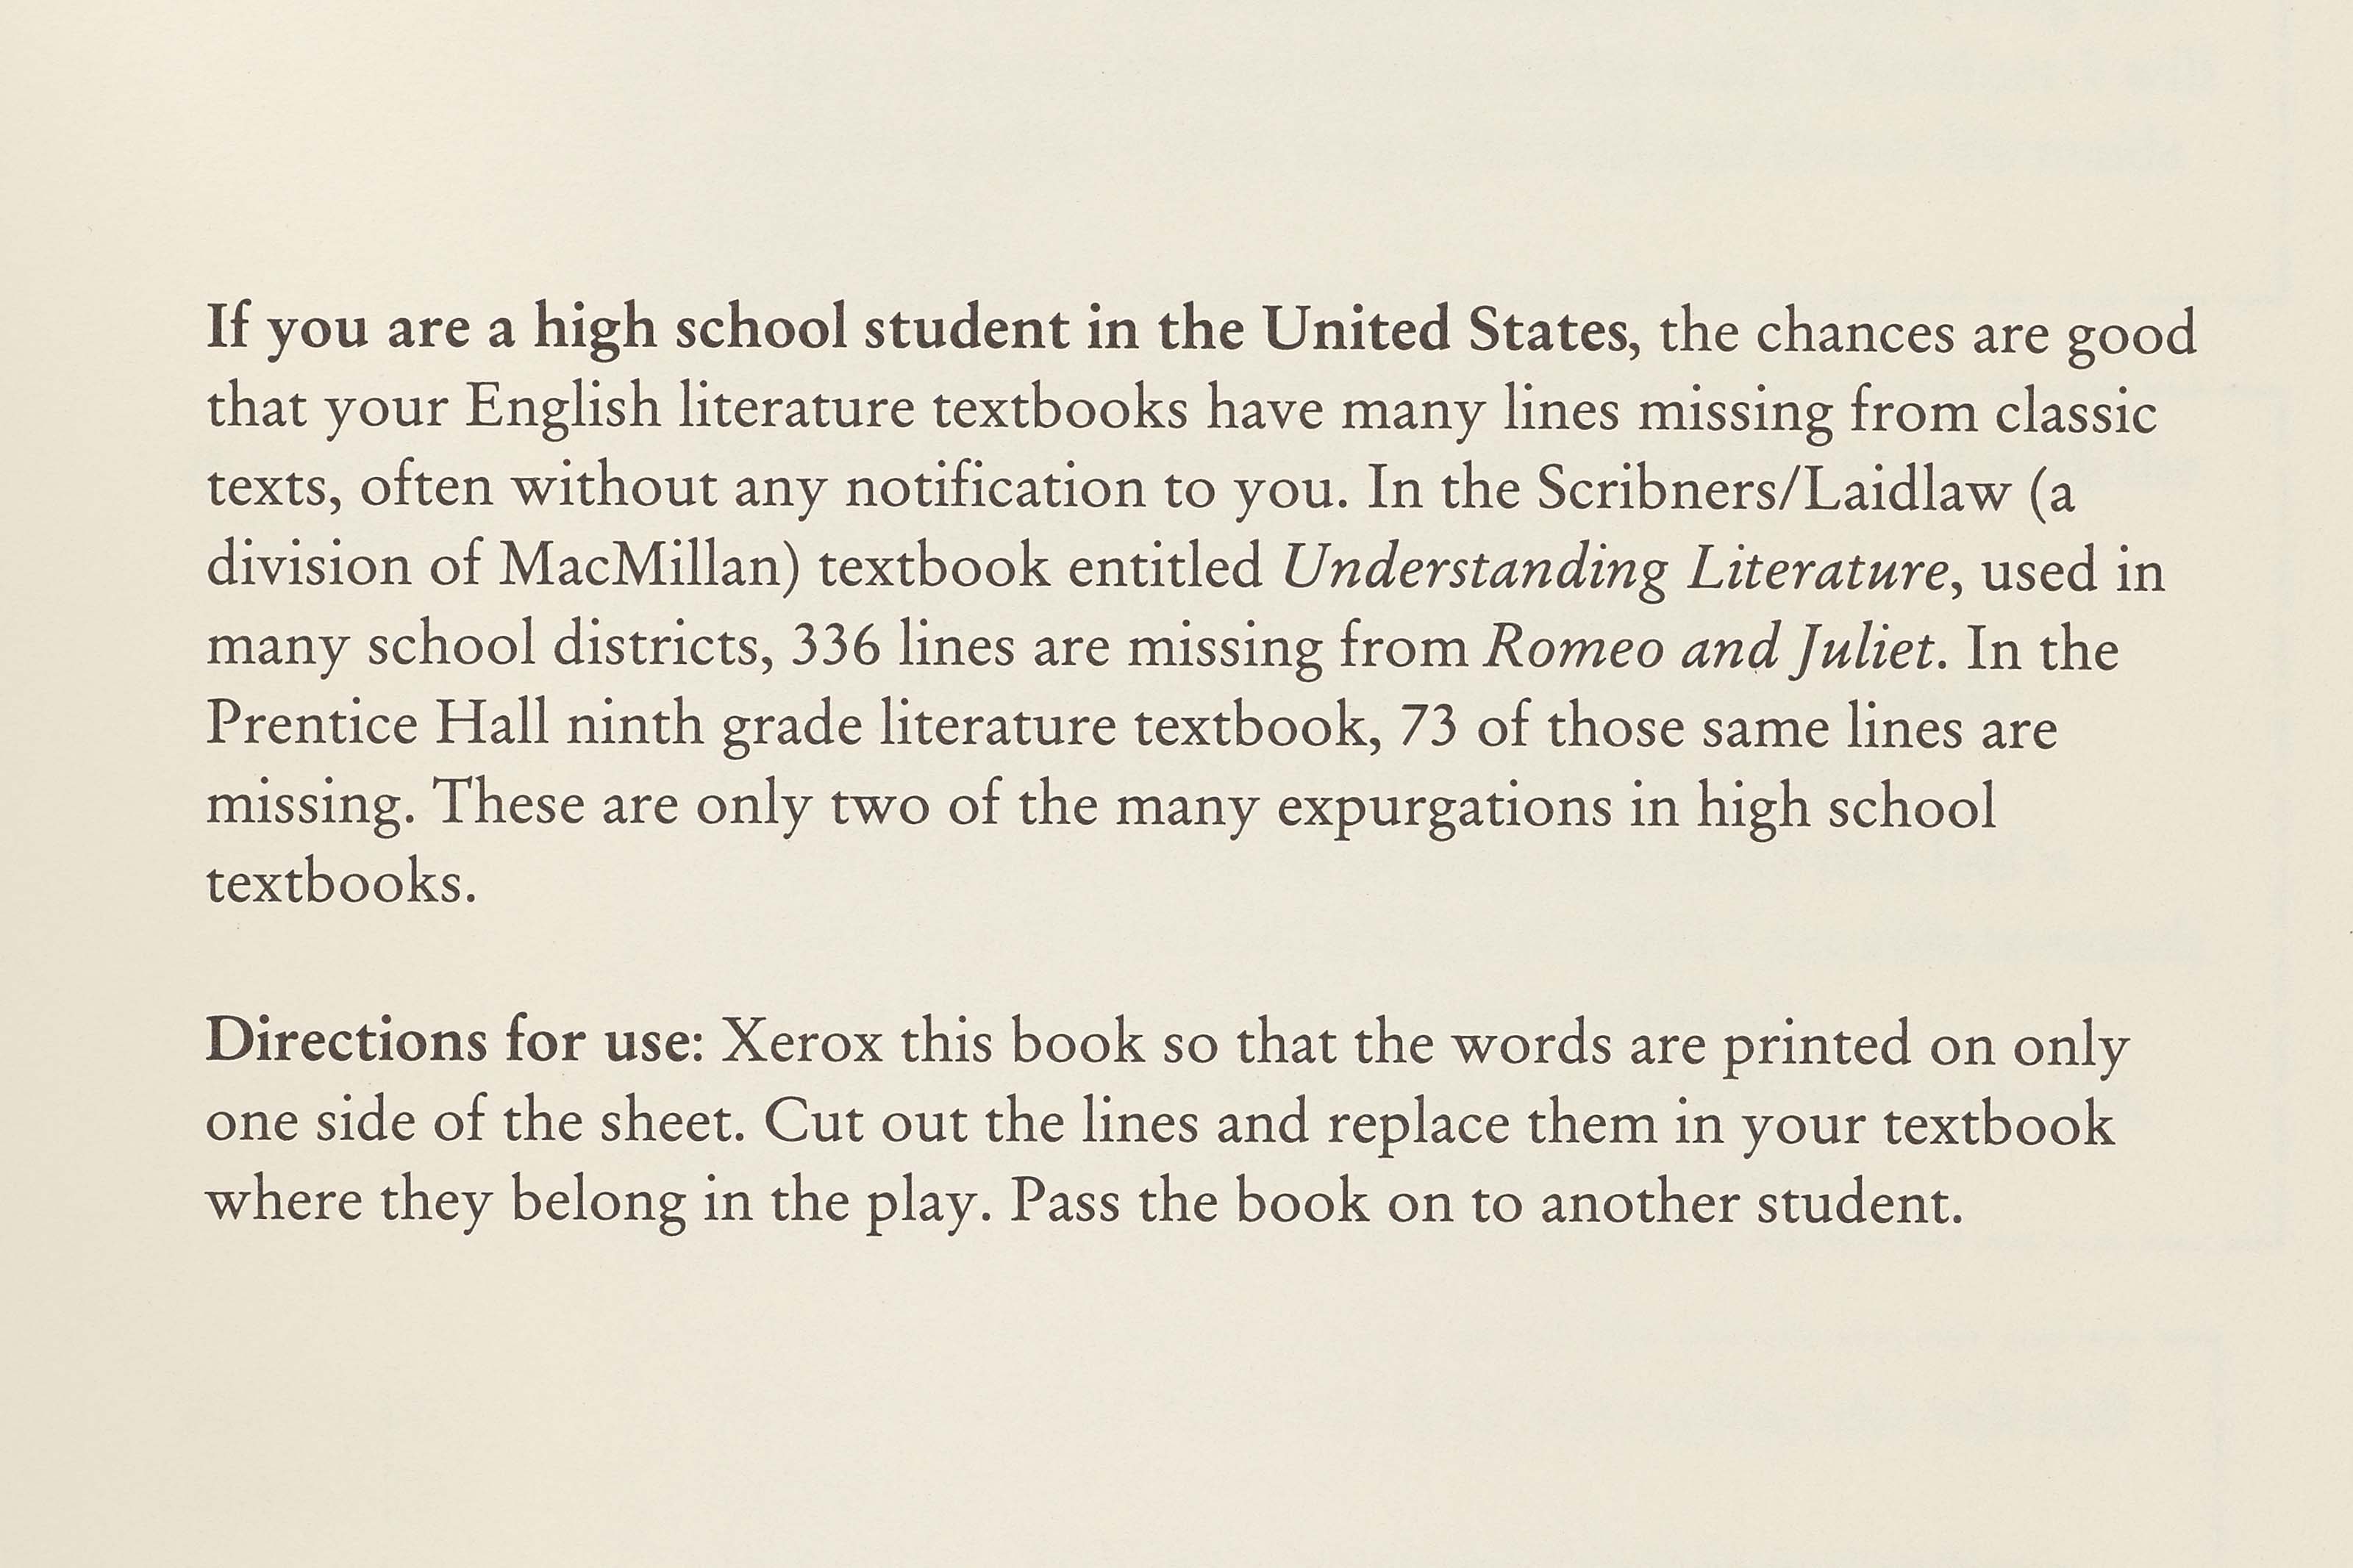 If you are a high school student in the United States, the chances are good
that your English literature textbooks have many lines missing from classic
texts, often without any notification to you. In the Scribners/Laidlaw (a
division of MacMillan) textbook entitled Understanding Literature, used in
many school districts, 336 lines are missing from Romeo and Juliet. In the
Prentice Hall ninth grade literature textbook, 73 of those same lines are
missing. These are only two of the many expurgations in high school
textbooks.
Directions for use: Xerox this book so that the words are printed on only
one side of the sheet. Cut out the lines and replace them in your textbook
where they belong in the play. Pass the book on to another student.